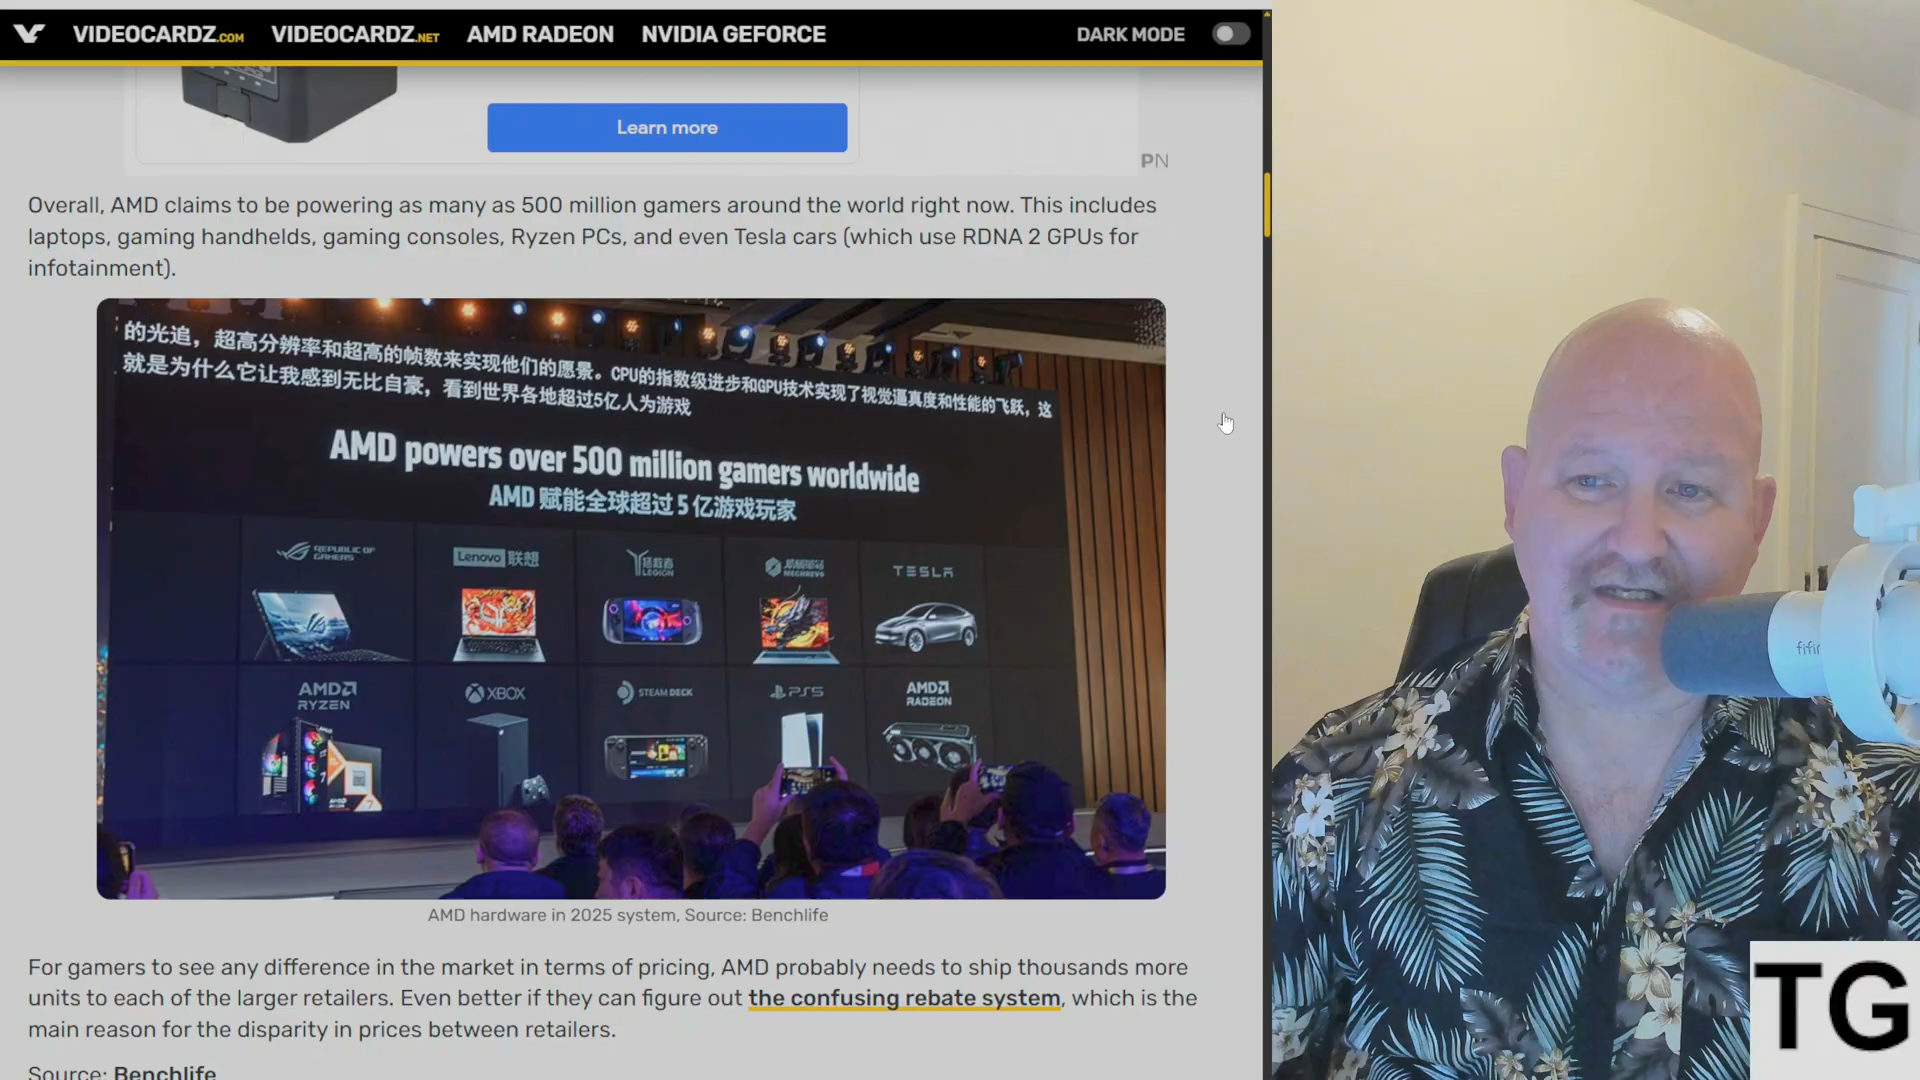 VIDEOCARDZ.COM VIDEOCARDZ.NET AMD RADEON NVIDIA GEFORCE DARK MODE
Learn more
PN
Overall, AMD claims to be powering as many as 500 million gamers around the world right now. This includes
laptops, gaming handhelds, gaming consoles, Ryzen PCs, and even Tesla cars (which use RDNA 2 GPUs for
infotainment).
的光追，超高分辨率和超高的帧数来实现他们的愿景。CPU的指数级进步和GPU技术实现了视觉逼真度和性能的飞跃，这
就是为什么它让我感到无比自豪，看到世界各地超过5亿人为游戏
AMD powers over 500 million gamers worldwide
AMD 赋能全球超过 5 亿游戏玩家
REPUBLIC OF GAMERS
Lenovo 联想
拯救者 LEGION
MECHREVO
TESLA
AMD RYZEN
XBOX
STEAM DECK
PS5
AMD RADEON
AMD hardware in 2025 system, Source: Benchlife
For gamers to see any difference in the market in terms of pricing, AMD probably needs to ship thousands more
units to each of the larger retailers. Even better if they can figure out the confusing rebate system, which is the
main reason for the disparity in prices between retailers.
Source: Benchlife
TG